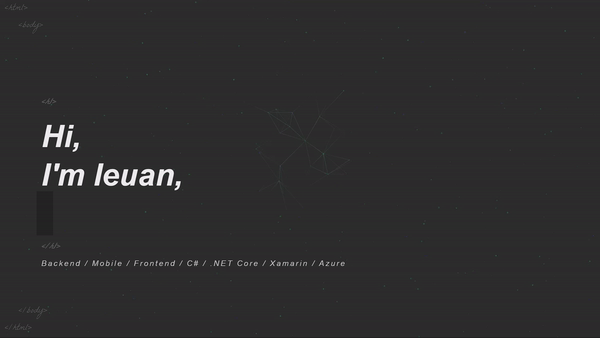 <html>
<body>
<h1>
Hi,
I'm Ieuan,
</h1>
Backend / Mobile / Frontend / C# / .NET Core / Xamarin / Azure
</body>
</html>